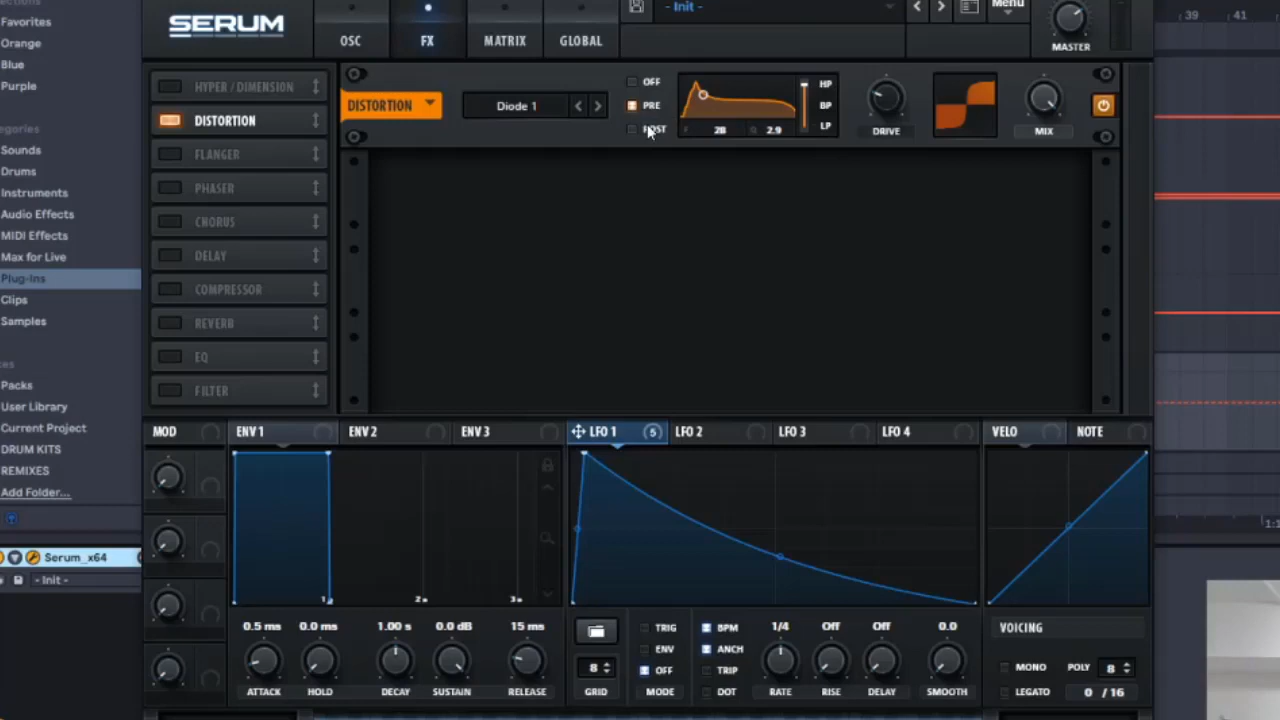 ections
Favorites
Orange
Blue
Purple
egories
Sounds
Drums
Instruments
Audio Effects
MIDI Effects
Max for Live
Plug-Ins
Clips
Samples
ces
Packs
User Library
Current Project
DRUM KITS
REMIXES
Add Folder...
Serum_x64
- Init -
SERUM
OSC
FX
MATRIX
GLOBAL
- Init -
Menu
MASTER
39
41
HYPER / DIMENSION
DISTORTION
FLANGER
PHASER
CHORUS
DELAY
COMPRESSOR
REVERB
EQ
FILTER
DISTORTION
Diode 1
OFF
PRE
POST
F 28 Q 2.9
HP
BP
LP
DRIVE
MIX
MOD
ENV 1
ENV 2
ENV 3
LFO 1
5
LFO 2
LFO 3
LFO 4
VELO
NOTE
1
2s
3s
0.5 ms
0.0 ms
1.00 s
0.0 dB
15 ms
ATTACK
HOLD
DECAY
SUSTAIN
RELEASE
8
GRID
TRIG
ENV
OFF
MODE
BPM
ANCH
TRIP
DOT
1/4
Off
Off
0.0
RATE
RISE
DELAY
SMOOTH
VOICING
MONO
POLY
8
LEGATO
0 / 16